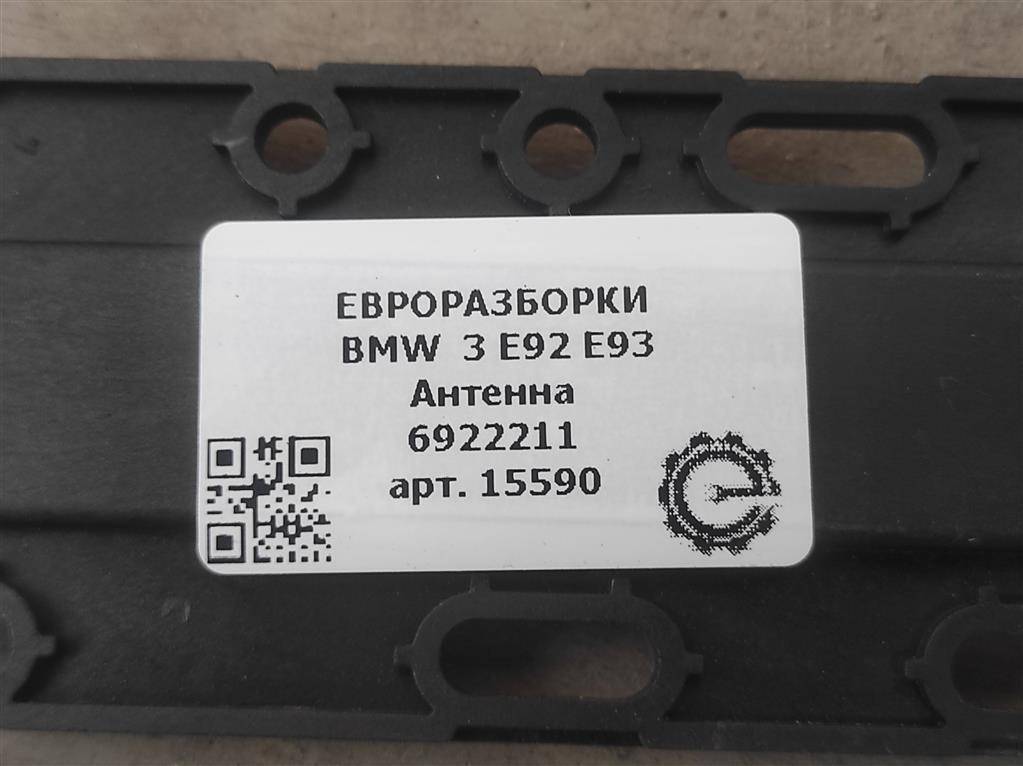 ЕВРОРАЗБОРКИ
BMW 3 E92 E93
Антенна
6922211
арт. 15590